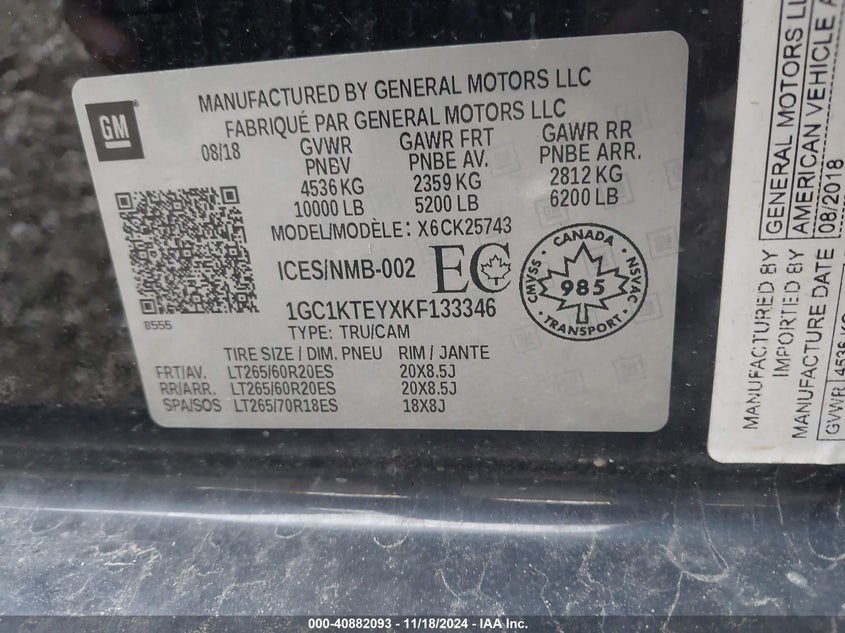 MANUFACTURED BY GENERAL MOTORS LLC
FABRIQUÉ PAR GENERAL MOTORS LLC
GM
08/18 GVWR GAWR FRT GAWR RR
PNBV PNBE AV. PNBE ARR.
4536 KG 2359 KG 2812 KG
10000 LB 5200 LB 6200 LB
MODEL/MODÈLE: X6CK25743
ICES/NMB-002 EC
CANADA
CMVSS 985 NSVAC
TRANSPORT
1GC1KTEYXKF133346
8555
TYPE: TRU/CAM
TIRE SIZE / DIM. PNEU RIM / JANTE
FRT/AV. LT265/60R20ES 20X8.5J
RR/ARR. LT265/60R20ES 20X8.5J
SPA/SOS LT265/70R18ES 18X8J
MANUFACTURED BY GENERAL MOTORS
IMPORTED BY AMERICAN VEHICLE
MANUFACTURE DATE 08/2018
GVWR 4536 KG
000-40882093 - 11/18/2024 - IAA Inc.